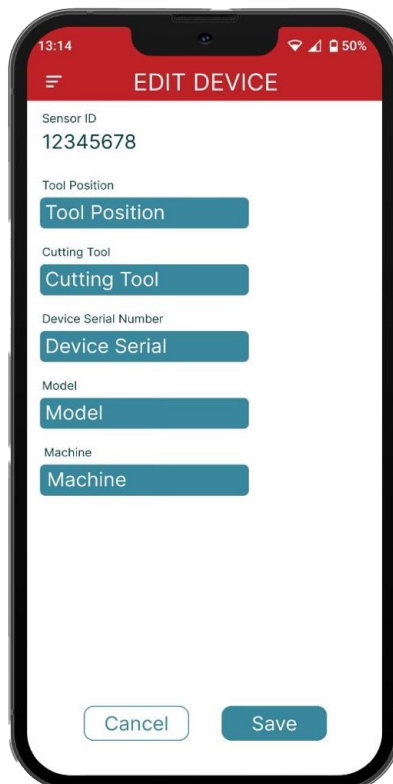 13:14
50%
EDIT DEVICE
Sensor ID
12345678
Tool Position
Tool Position
Cutting Tool
Cutting Tool
Device Serial Number
Device Serial
Model
Model
Machine
Machine
Cancel
Save